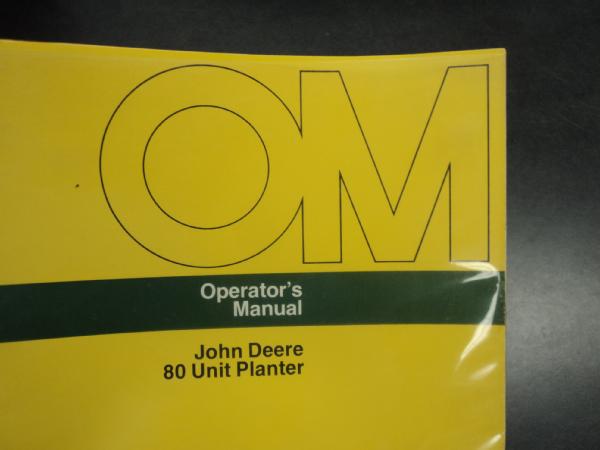 OM
Operator's
Manual
John Deere
80 Unit Planter